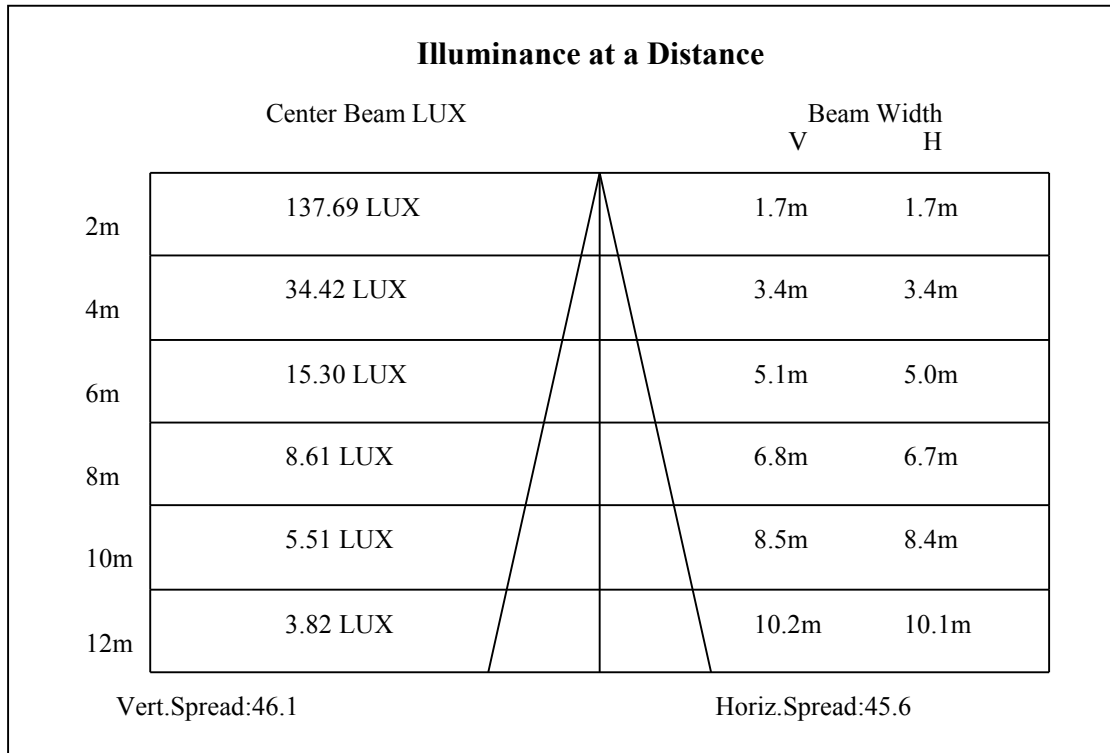 Illuminance at a Distance
Center Beam LUX Beam Width
V H
2m 137.69 LUX 1.7m 1.7m
4m 34.42 LUX 3.4m 3.4m
6m 15.30 LUX 5.1m 5.0m
8m 8.61 LUX 6.8m 6.7m
10m 5.51 LUX 8.5m 8.4m
12m 3.82 LUX 10.2m 10.1m
Vert.Spread:46.1 Horiz.Spread:45.6